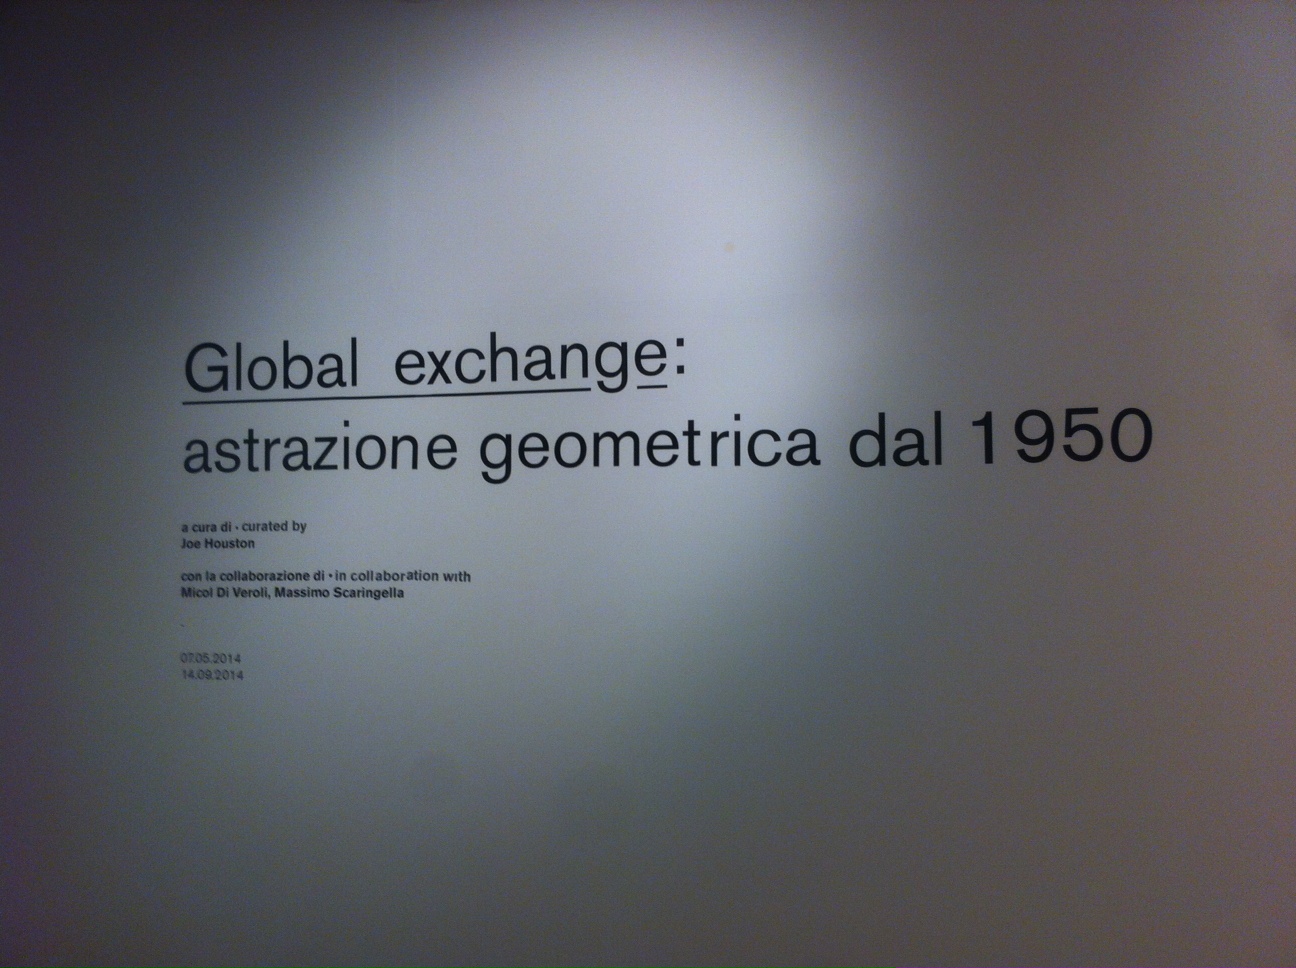 Global exchange:
astrazione geometrica dal 1950
a cura di • curated by
Joe Houston
con la collaborazione di • in collaboration with
Micol Di Veroli, Massimo Scaringella
07.05.2014
14.09.2014